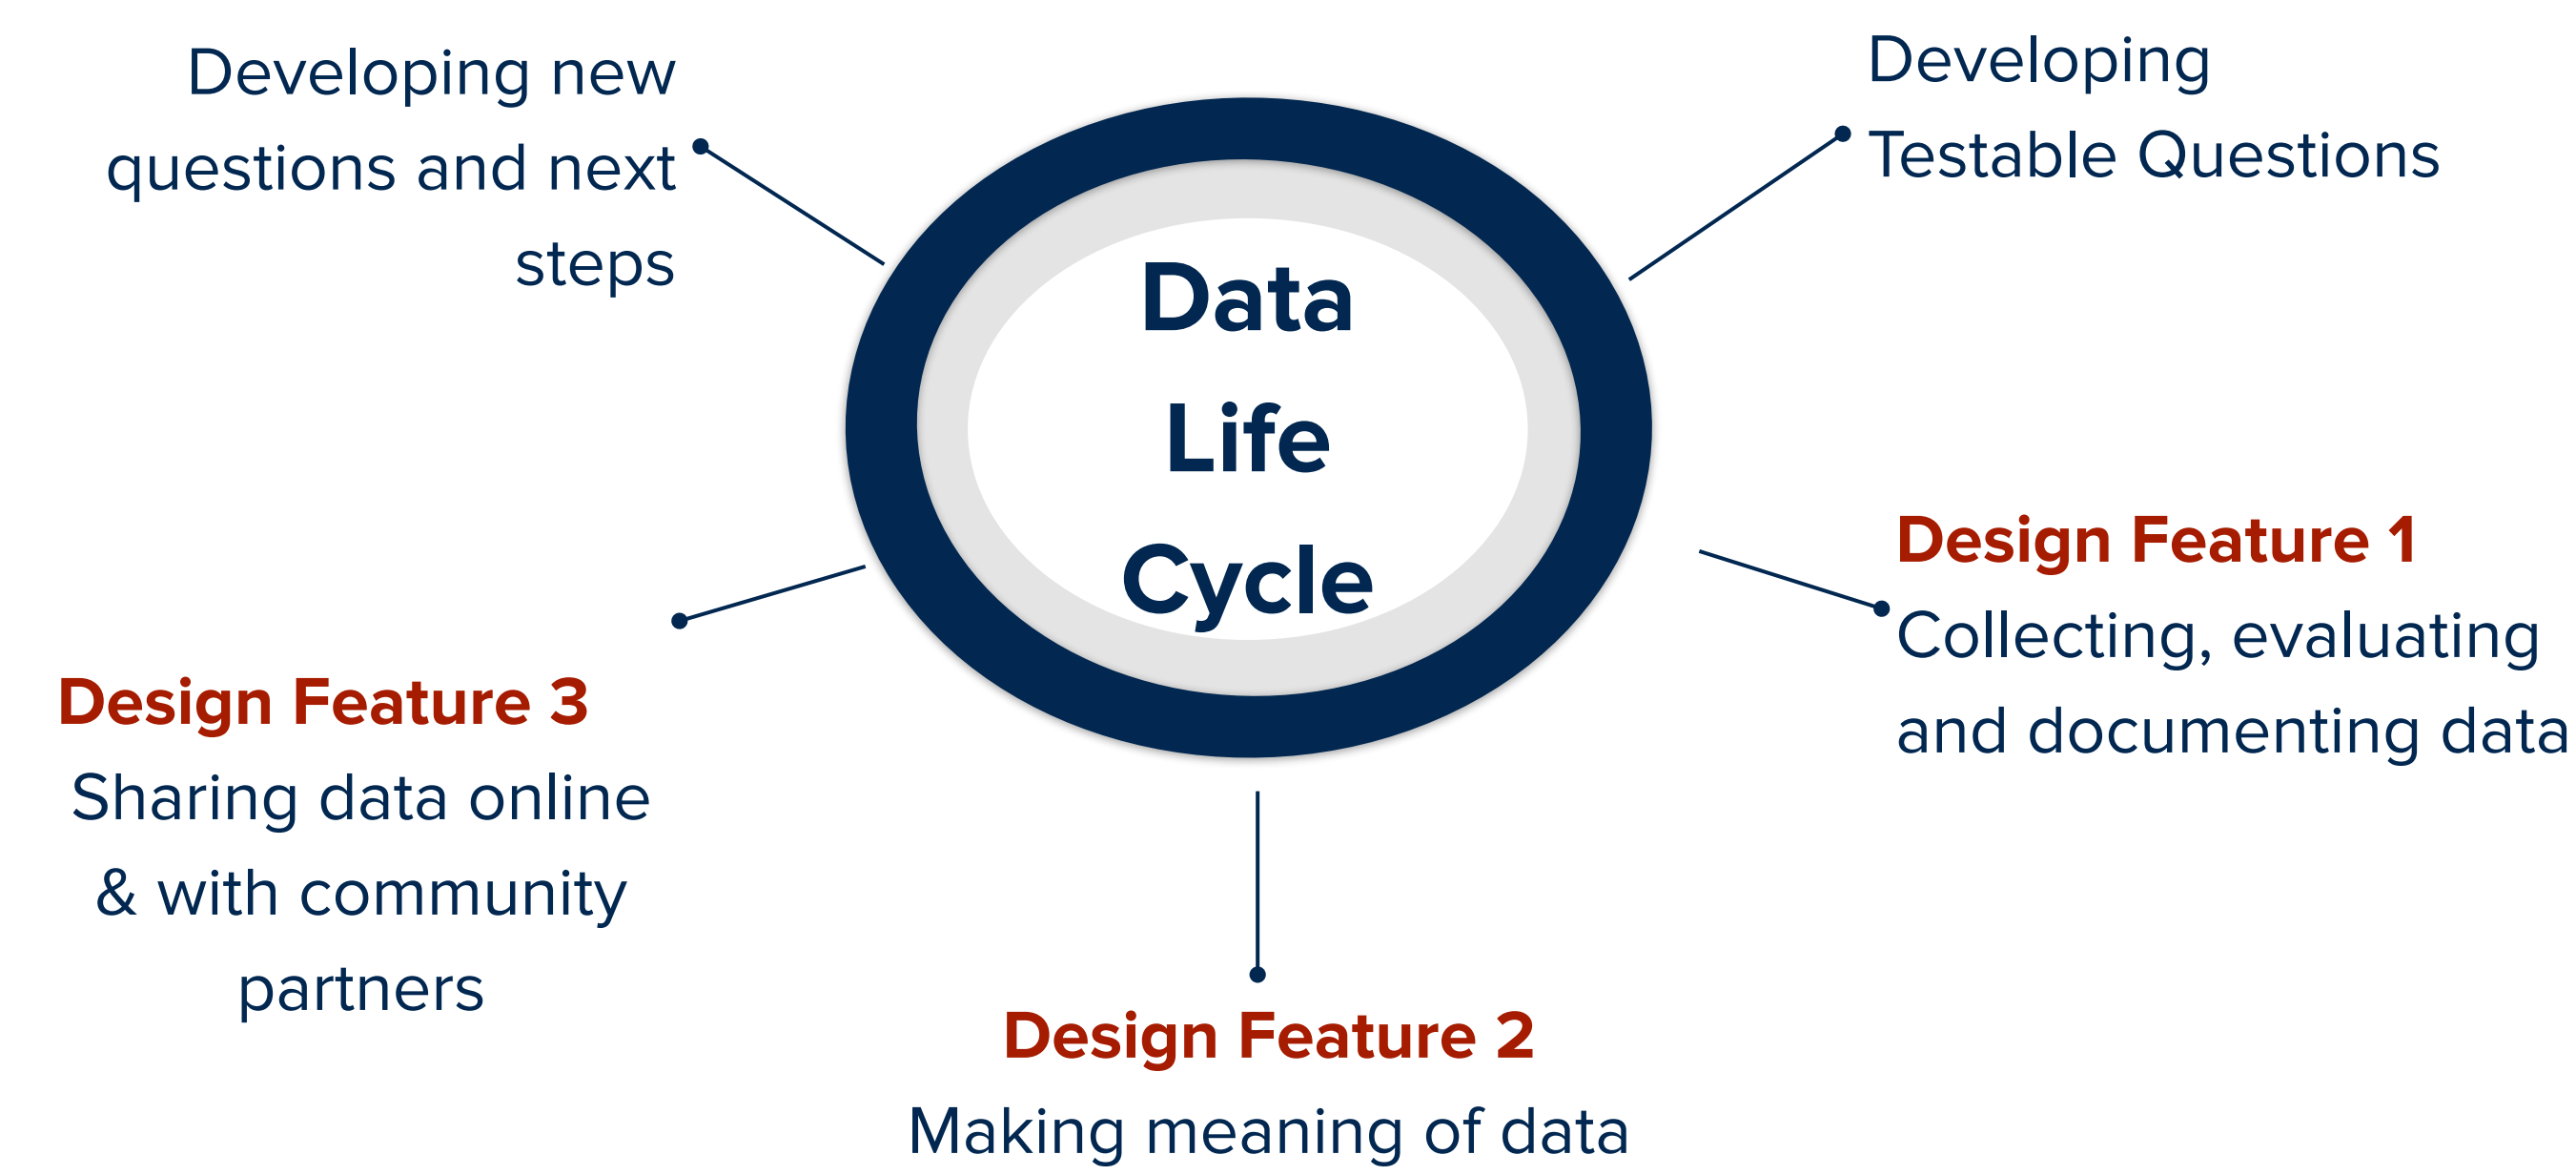 Developing new
questions and next
steps
Developing
Testable Questions
Data
Life
Cycle
Design Feature 1
Collecting, evaluating
and documenting data
Design Feature 3
Sharing data online
& with community
partners
Design Feature 2
Making meaning of data